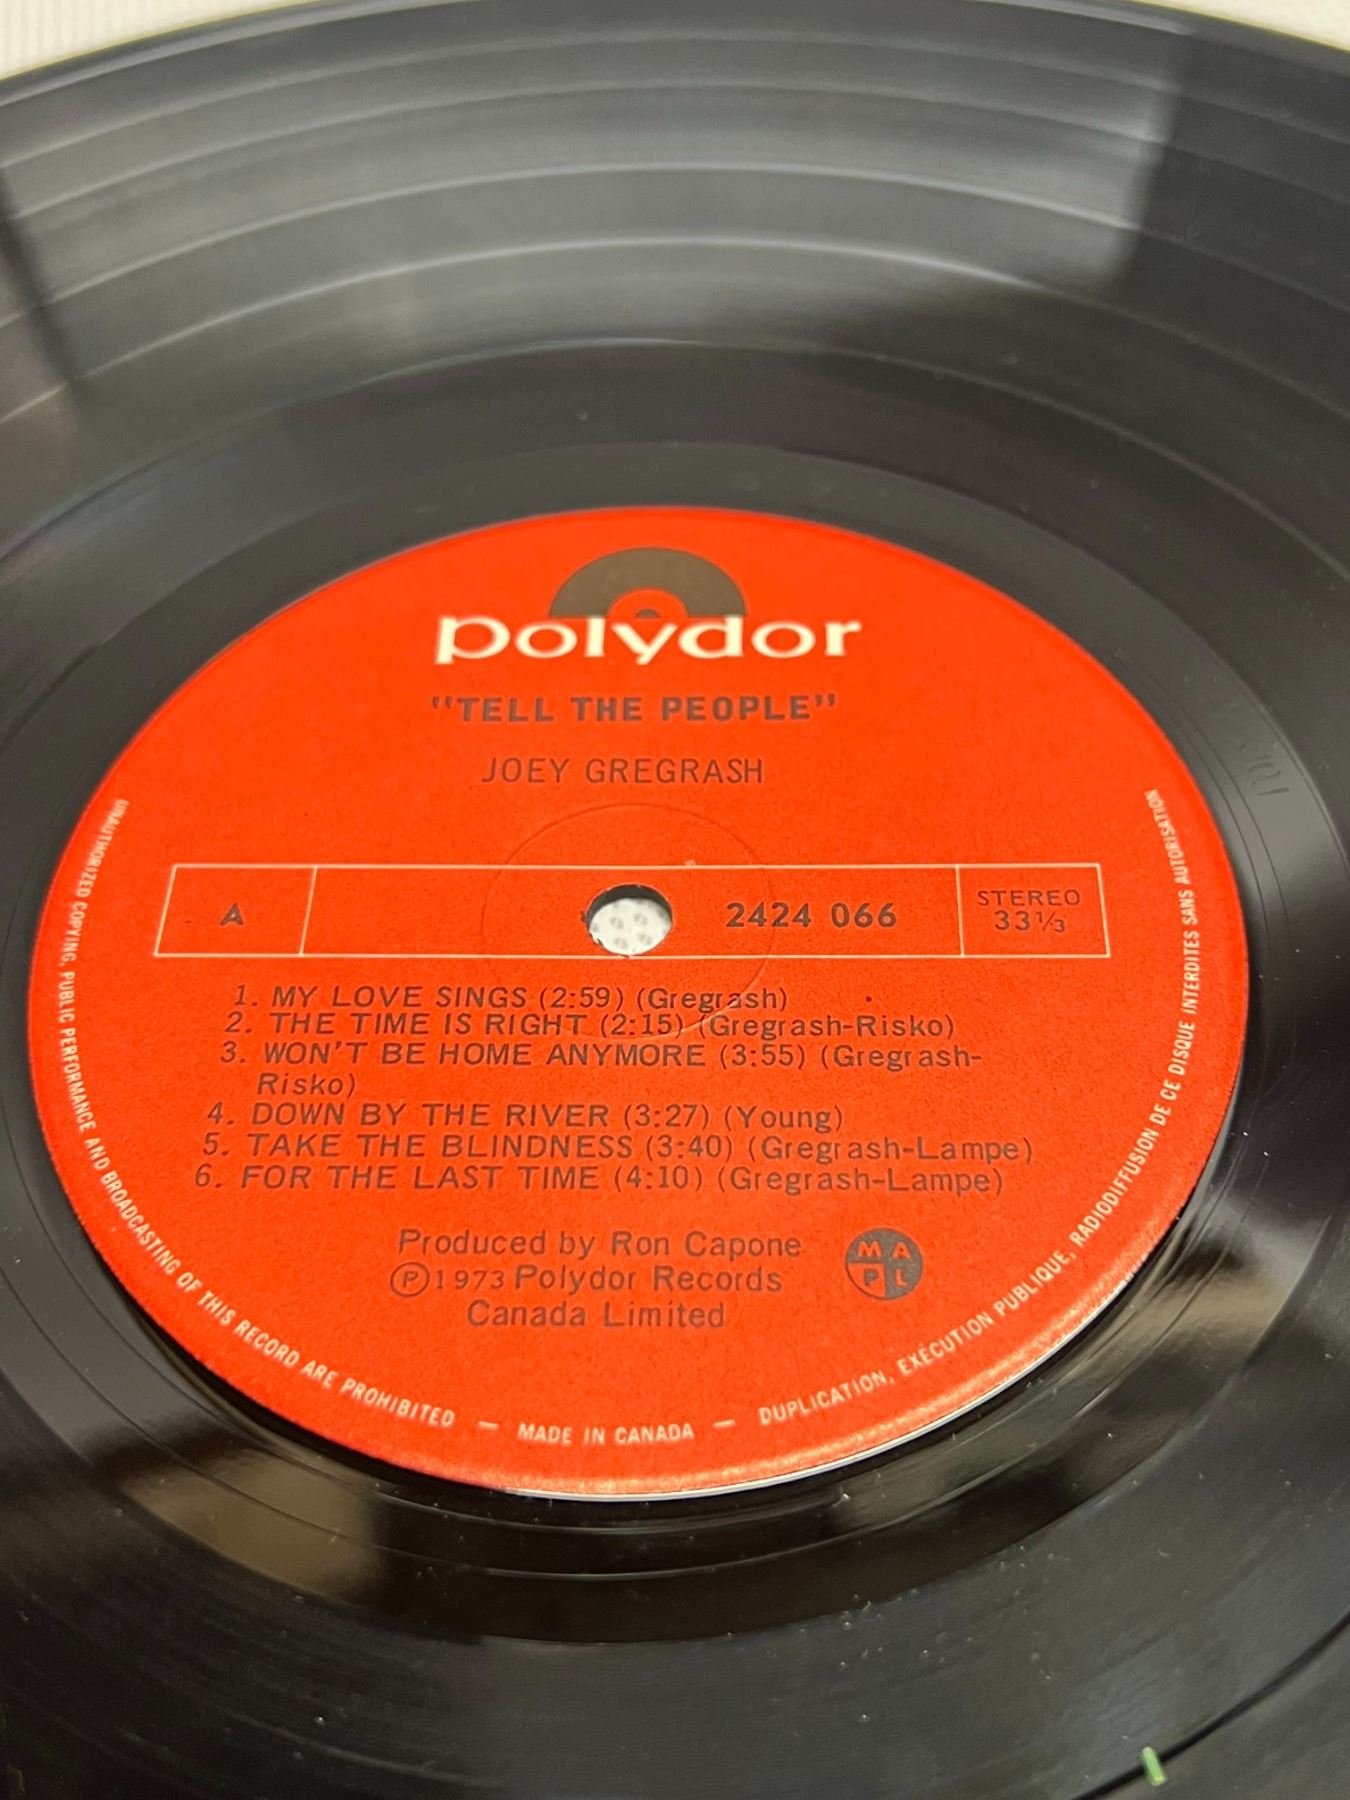 polydor
"TELL THE PEOPLE"
JOEY GREGRASH
A
2424 066
STEREO
33⅓
1. MY LOVE SINGS (2:59) (Gregrash)
2. THE TIME IS RIGHT (2:15) (Gregrash-Risko)
3. WON'T BE HOME ANYMORE (3:55) (Gregrash-
Risko)
4. DOWN BY THE RIVER (3:27) (Young)
5. TAKE THE BLINDNESS (3:40) (Gregrash-Lampe)
6. FOR THE LAST TIME (4:10) (Gregrash-Lampe)
Produced by Ron Capone
Ⓟ1973 Polydor Records
Canada Limited
MAPL
UNAUTHORIZED COPYING, PUBLIC PERFORMANCE AND BROADCASTING OF THIS RECORD ARE PROHIBITED — MADE IN CANADA — DUPLICATION, EXECUTION PUBLIQUE, RADIODIFFUSION DE CE DISQUE INTERDITES SANS AUTORISATION